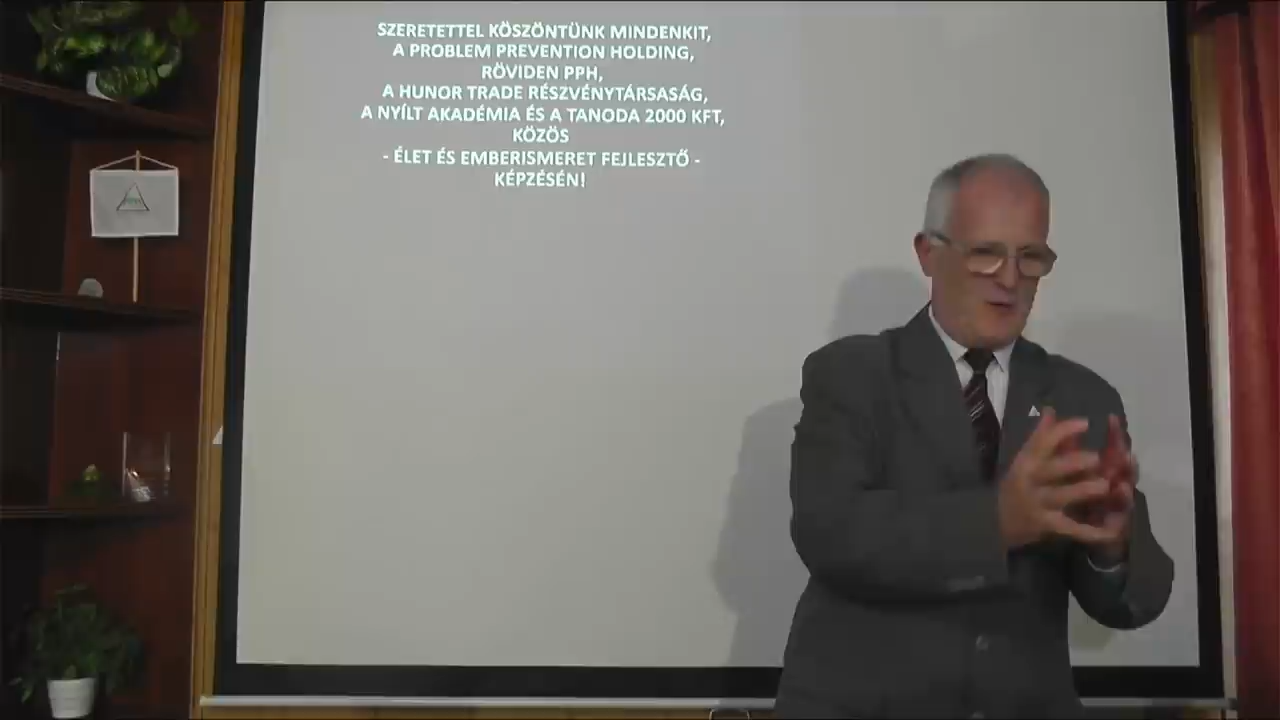 SZERETETTEL KÖSZÖNTÜNK MINDENKIT,
A PROBLEM PREVENTION HOLDING,
RÖVIDEN PPH,
A HUNOR TRADE RÉSZVÉNYTÁRSASÁG,
A NYÍLT AKADÉMIA ÉS A TANODA 2000 KFT,
KÖZÖS
- ÉLET ÉS EMBERISMERET FEJLESZTŐ -
KÉPZÉSÉN!